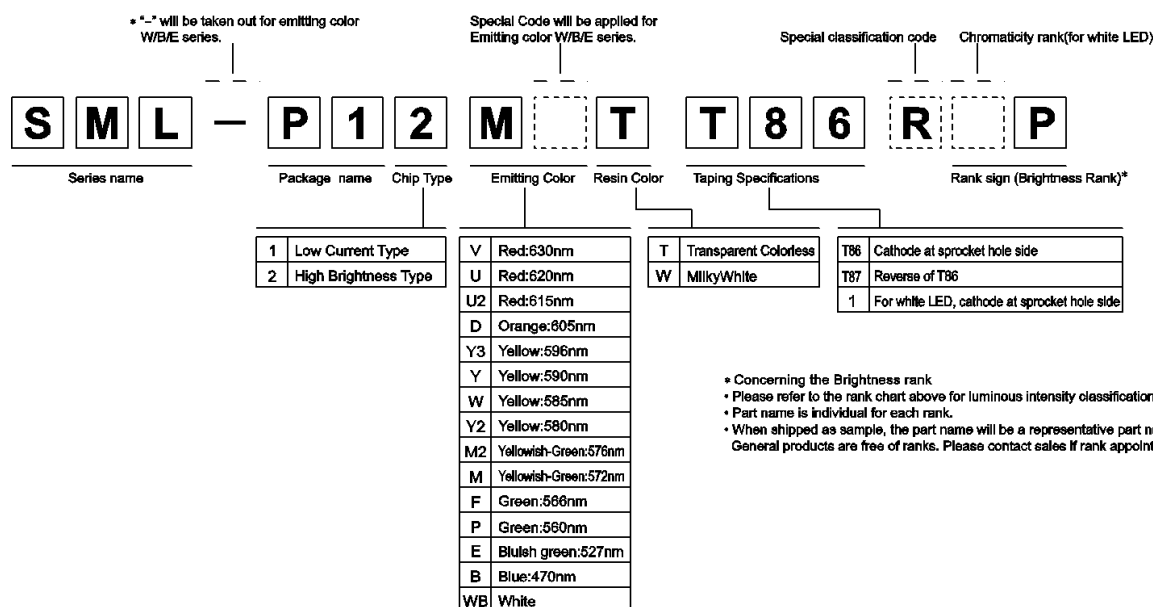 * "–" will be taken out for emitting color
W/B/E series.
Special Code will be applied for
Emitting color W/B/E series.
Special classification code
Chromaticity rank(for white LED)
S M L – P 1 2 M T T 8 6 R P
Series name
Package name
Chip Type
Emitting Color
Resin Color
Taping Specifications
Rank sign (Brightness Rank)*
1 Low Current Type
2 High Brightness Type
V Red:630nm
U Red:620nm
U2 Red:615nm
D Orange:605nm
Y3 Yellow:596nm
Y Yellow:590nm
W Yellow:585nm
Y2 Yellow:580nm
M2 Yellowish-Green:576nm
M Yellowish-Green:572nm
F Green:566nm
P Green:560nm
E Bluish green:527nm
B Blue:470nm
WB White
T Transparent Colorless
W MilkyWhite
T86 Cathode at sprocket hole side
T87 Reverse of T86
1 For white LED, cathode at sprocket hole side
* Concerning the Brightness rank
• Please refer to the rank chart above for luminous intensity classification
• Part name is individual for each rank.
• When shipped as sample, the part name will be a representative part
General products are free of ranks. Please contact sales if rank